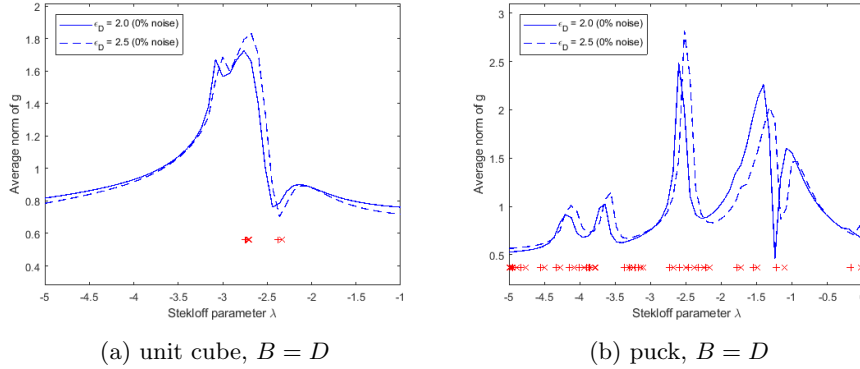 ϵ_D = 2.0 (0% noise)
ϵ_D = 2.5 (0% noise)
Average norm of g
1.8
1.6
1.4
1.2
1
0.8
0.6
0.4
-5 -4.5 -4 -3.5 -3 -2.5 -2 -1.5 -1
Stekloff parameter λ
(a) unit cube, B = D
ϵ_D = 2.0 (0% noise)
ϵ_D = 2.5 (0% noise)
Average norm of g
2.5
2
1.5
1
0.5
-5 -4.5 -4 -3.5 -3 -2.5 -2 -1.5 -1 -0.5 0
Stekloff parameter λ
(b) puck, B = D